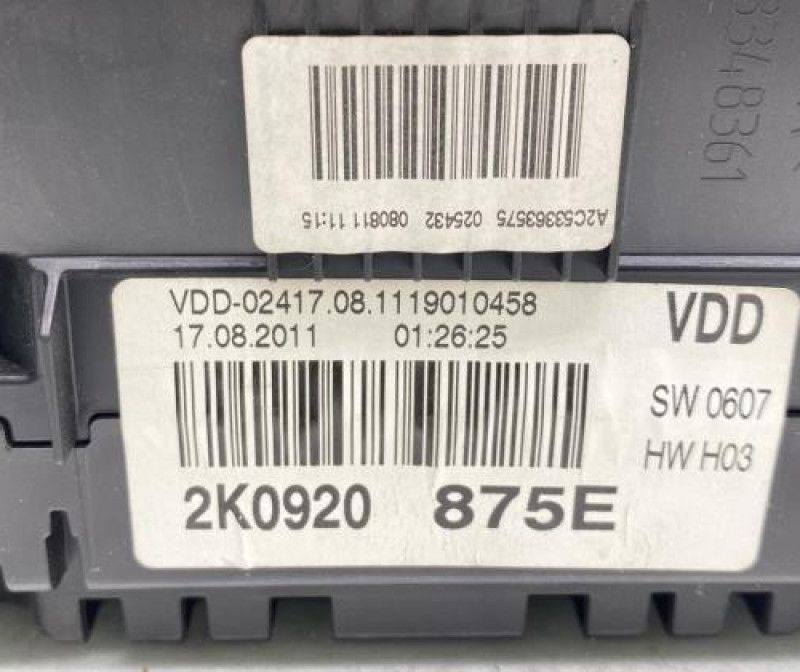 A2C53363575 025432 080811 11:15
VDD-02417.08.1119010458
17.08.2011 01:26:25
VDD
SW 0607
HW H03
2K0920 875E